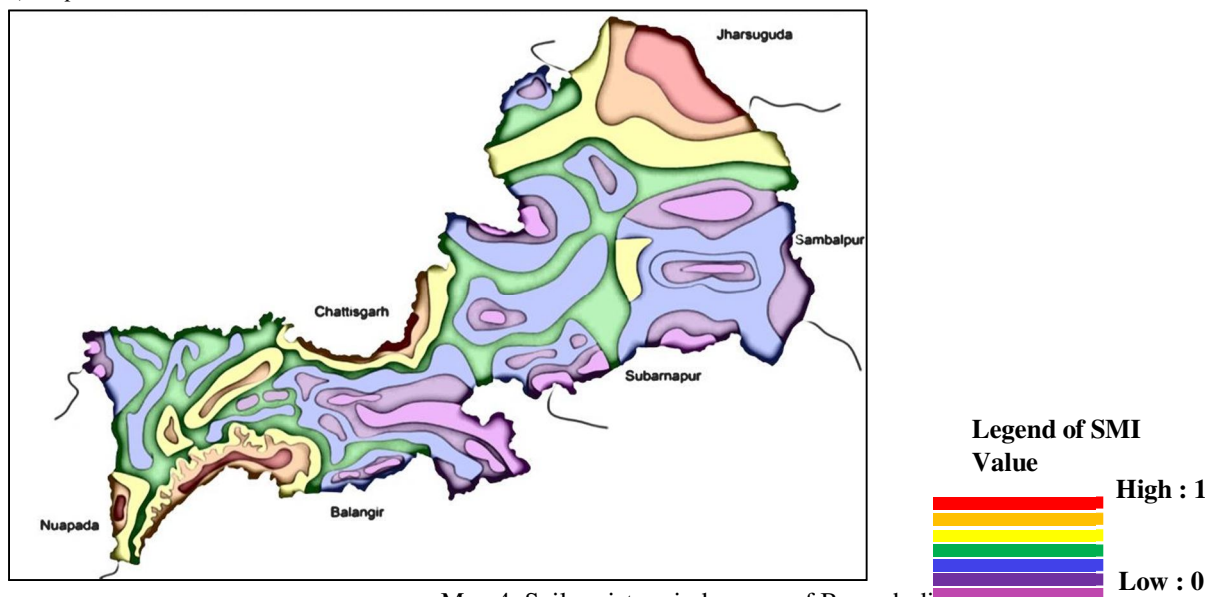 Jharsuguda
Sambalpur
Chattisgarh
Subarnapur
Balangir
Nuapada
Legend of SMI
Value
High : 1
Low : 0